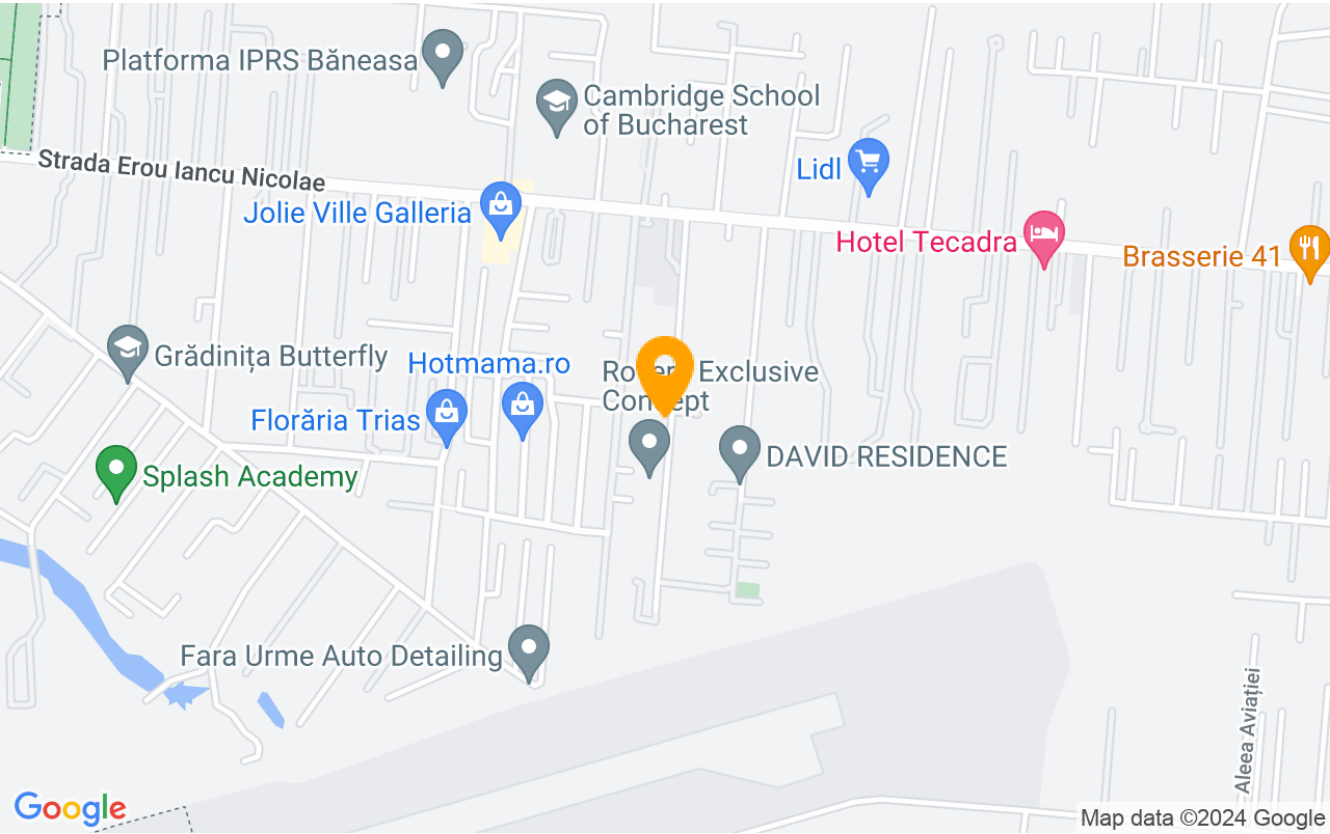 Platforma IPRS Băneasa
Cambridge School
of Bucharest
Strada Erou Iancu Nicolae
Lidl
Jolie Ville Galleria
Hotel Tecadra
Brasserie 41
Grădinița Butterfly
Hotmama.ro
Exclusive
Florăria Trias
DAVID RESIDENCE
Splash Academy
Fara Urme Auto Detailing
Aleea Aviației
Google
Map data ©2024 Google